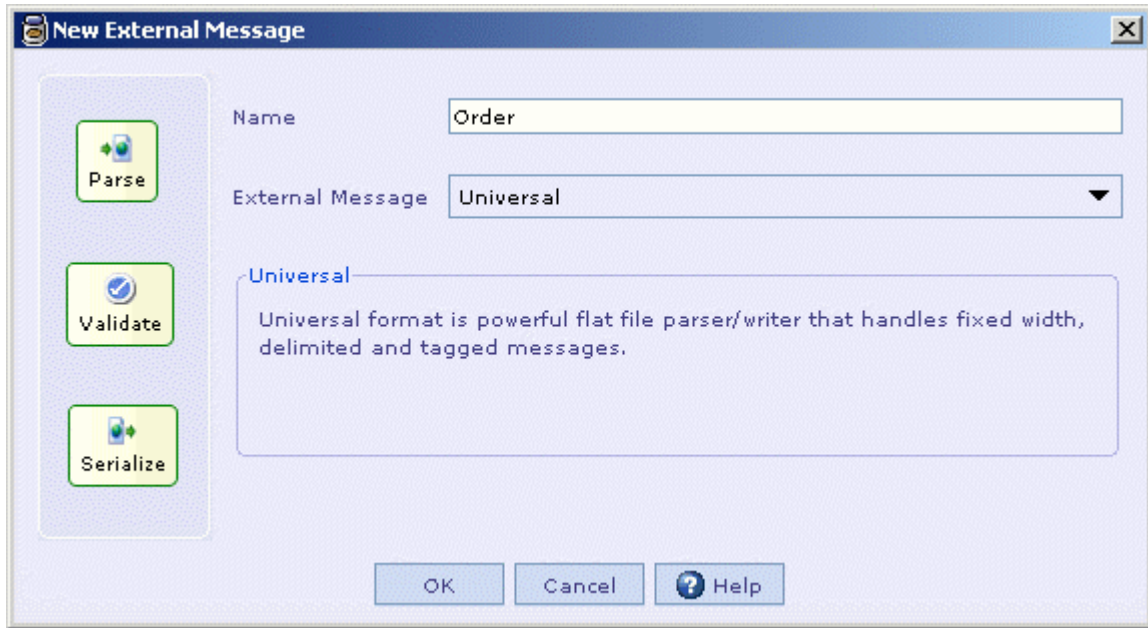 New External Message
Parse
Validate
Serialize
Name
Order
External Message
Universal
Universal
Universal format is powerful flat file parser/writer that handles fixed width,
delimited and tagged messages.
OK
Cancel
Help